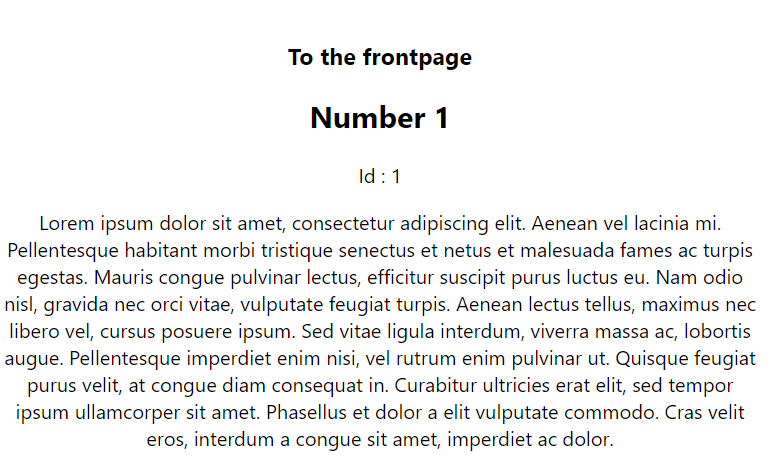 To the frontpage
Number 1
Id : 1
Lorem ipsum dolor sit amet, consectetur adipiscing elit. Aenean vel lacinia mi.
Pellentesque habitant morbi tristique senectus et netus et malesuada fames ac turpis
egestas. Mauris congue pulvinar lectus, efficitur suscipit purus luctus eu. Nam odio
nisl, gravida nec orci vitae, vulputate feugiat turpis. Aenean lectus tellus, maximus nec
libero vel, cursus posuere ipsum. Sed vitae ligula interdum, viverra massa ac, lobortis
augue. Pellentesque imperdiet enim nisi, vel rutrum enim pulvinar ut. Quisque feugiat
purus velit, at congue diam consequat in. Curabitur ultricies erat elit, sed tempor
ipsum ullamcorper sit amet. Phasellus et dolor a elit vulputate commodo. Cras velit
eros, interdum a congue sit amet, imperdiet ac dolor.